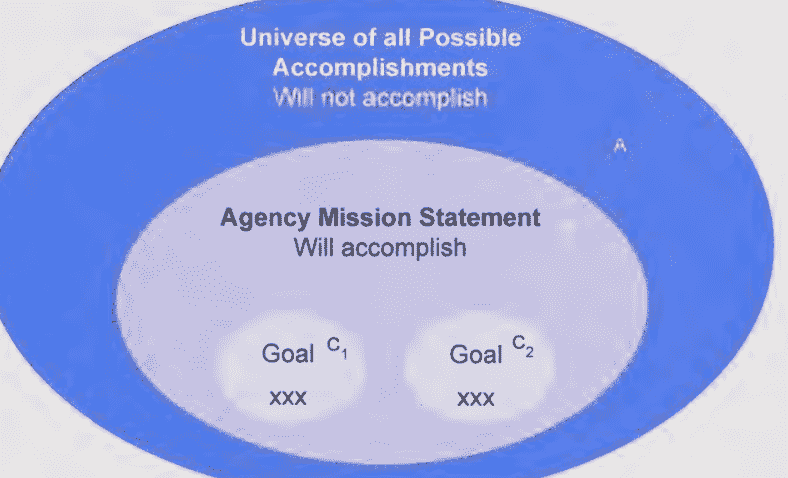 Universe of all Possible
Accomplishments
Will not accomplish
A
Agency Mission Statement
Will accomplish
Goal C₁
xxx
Goal C₂
xxx